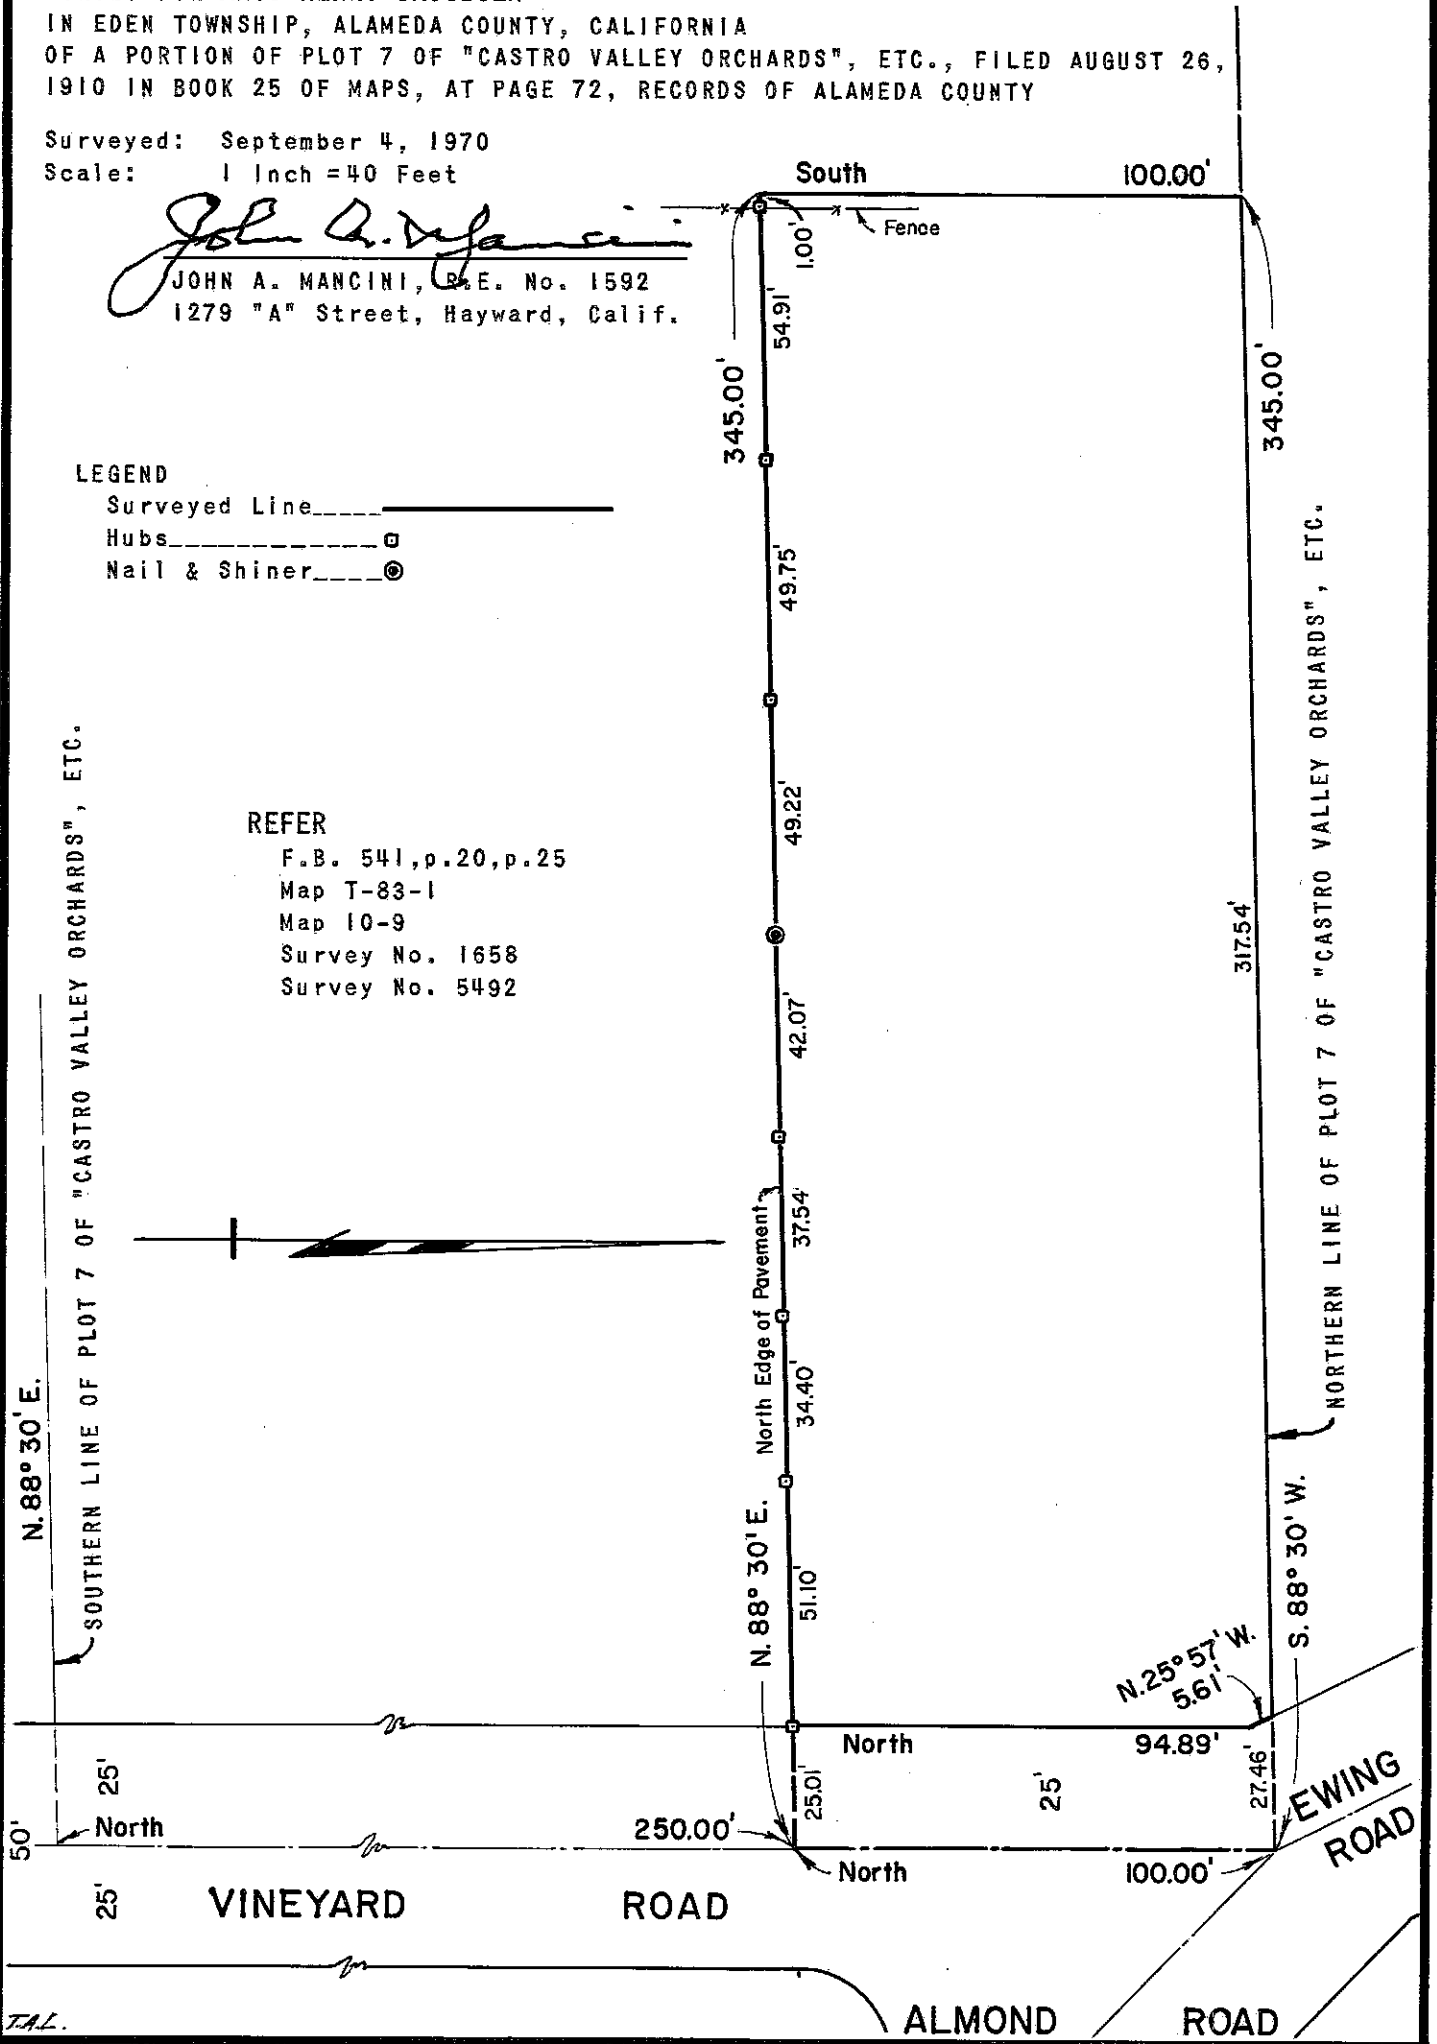 IN EDEN TOWNSHIP, ALAMEDA COUNTY, CALIFORNIA
OF A PORTION OF PLOT 7 OF "CASTRO VALLEY ORCHARDS", ETC., FILED AUGUST 26,
1910 IN BOOK 25 OF MAPS, AT PAGE 72, RECORDS OF ALAMEDA COUNTY
Surveyed: September 4, 1970
Scale: 1 Inch = 40 Feet
JOHN A. MANCINI, R.E. No. 1592
1279 "A" Street, Hayward, Calif.
South 100.00'
Fence
1.00'
54.91'
345.00'
345.00'
LEGEND
Surveyed Line
Hubs
Nail & Shiner
49.75'
49.22'
REFER
F.B. 541, p.20, p.25
Map T-83-1
Map 10-9
Survey No. 1658
Survey No. 5492
317.54'
42.07'
37.54'
North Edge of Pavement
34.40'
51.10'
N. 88° 30' E.
SOUTHERN LINE OF PLOT 7 OF "CASTRO VALLEY ORCHARDS", ETC.
NORTHERN LINE OF PLOT 7 OF "CASTRO VALLEY ORCHARDS", ETC.
N. 88° 30' E.
S. 88° 30' W.
N. 25° 57' W.
5.61'
North 94.89'
25'
25.01'
25'
27.46'
50'
North
250.00'
North
100.00'
EWING
ROAD
25'
VINEYARD ROAD
ALMOND ROAD
T.A.L.